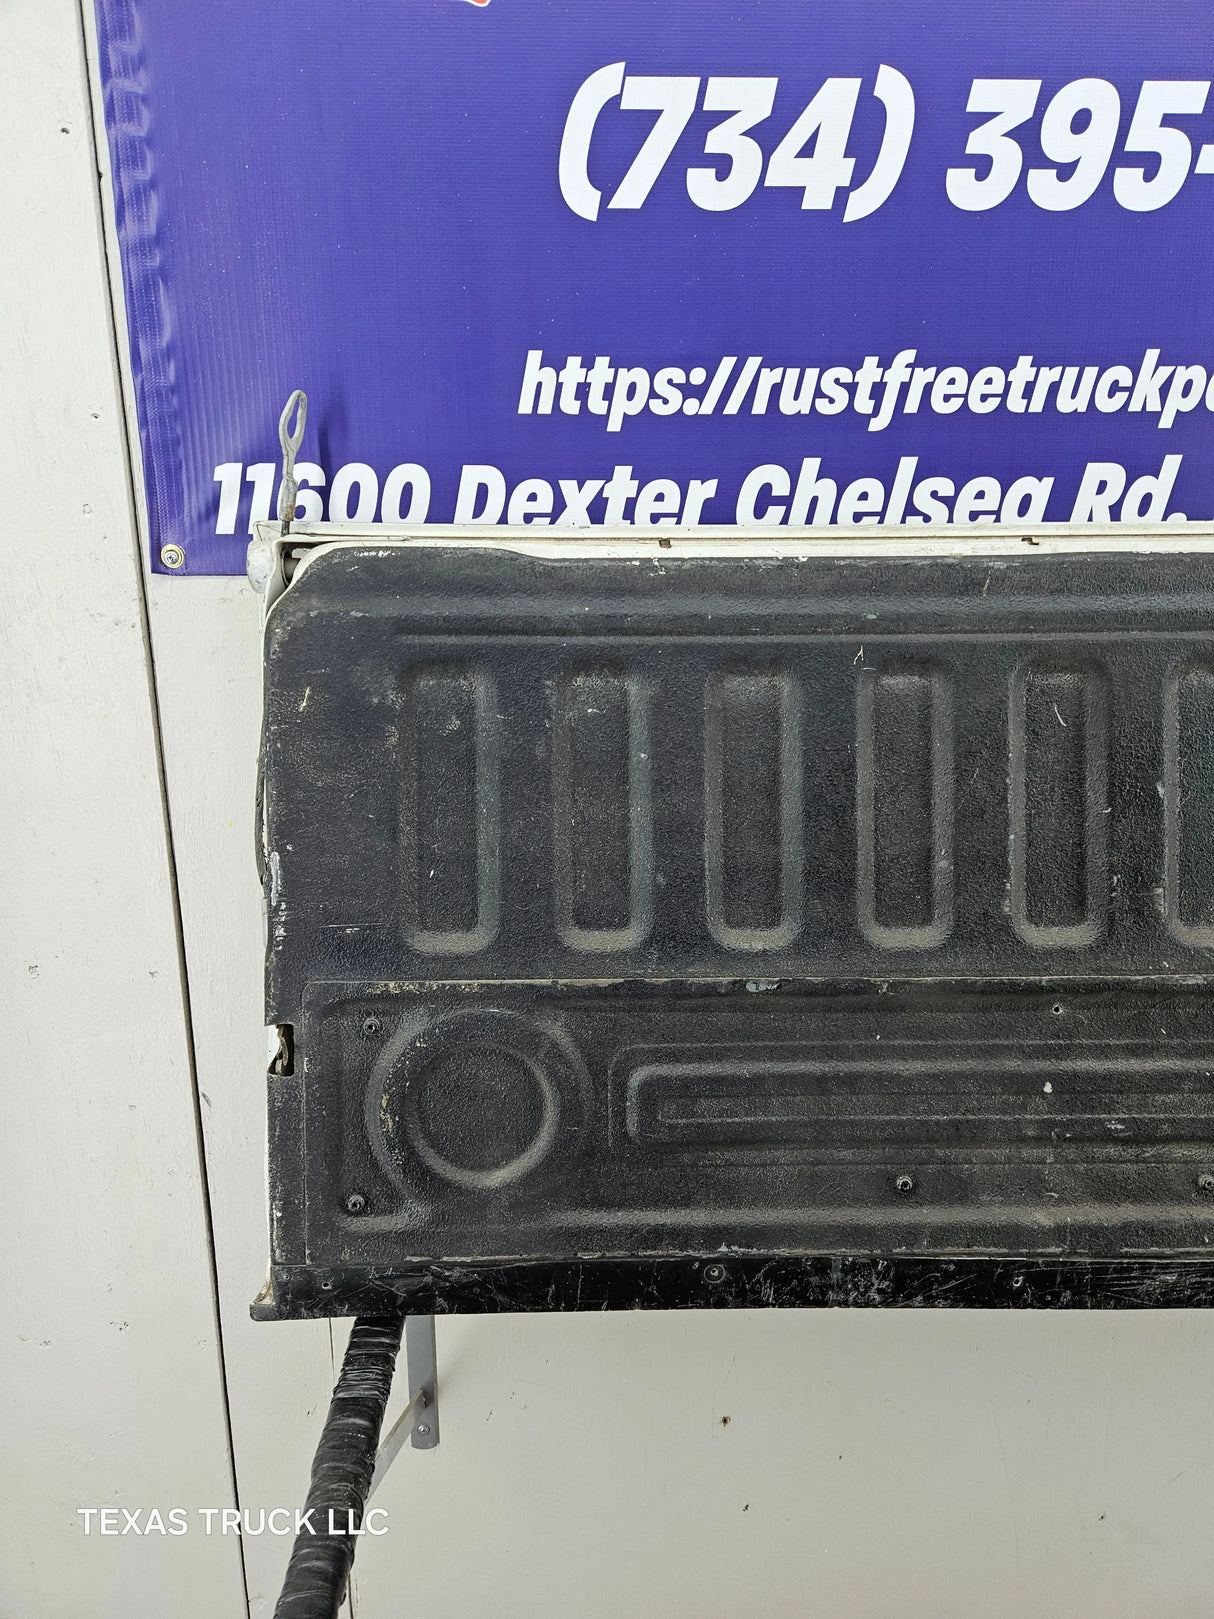 (734) 395-
https://rustfreetruckp
11600 Dexter Chelsea Rd.
TEXAS TRUCK LLC